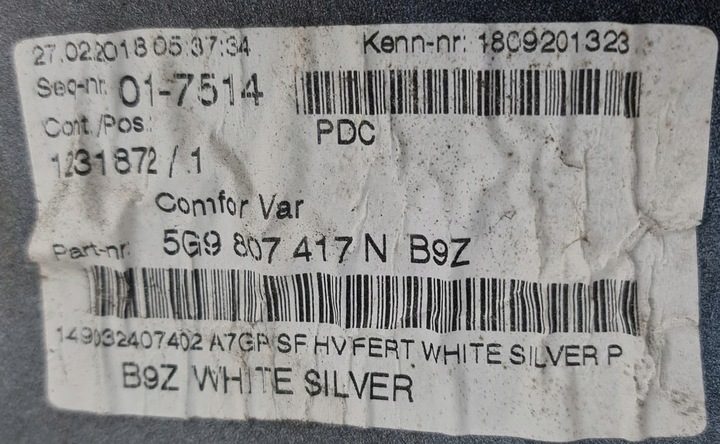 27.02.2018 05:37:34 Kenn-nr: 1809201323
Seq-nr. 01-7514
Cont./Pos. PDC
1231872 / 1
Comfor Var
Part-nr. 5G9 807 417 N B9Z
149032407402 A7GP SF HV FERT WHITE SILVER P
B9Z WHITE SILVER